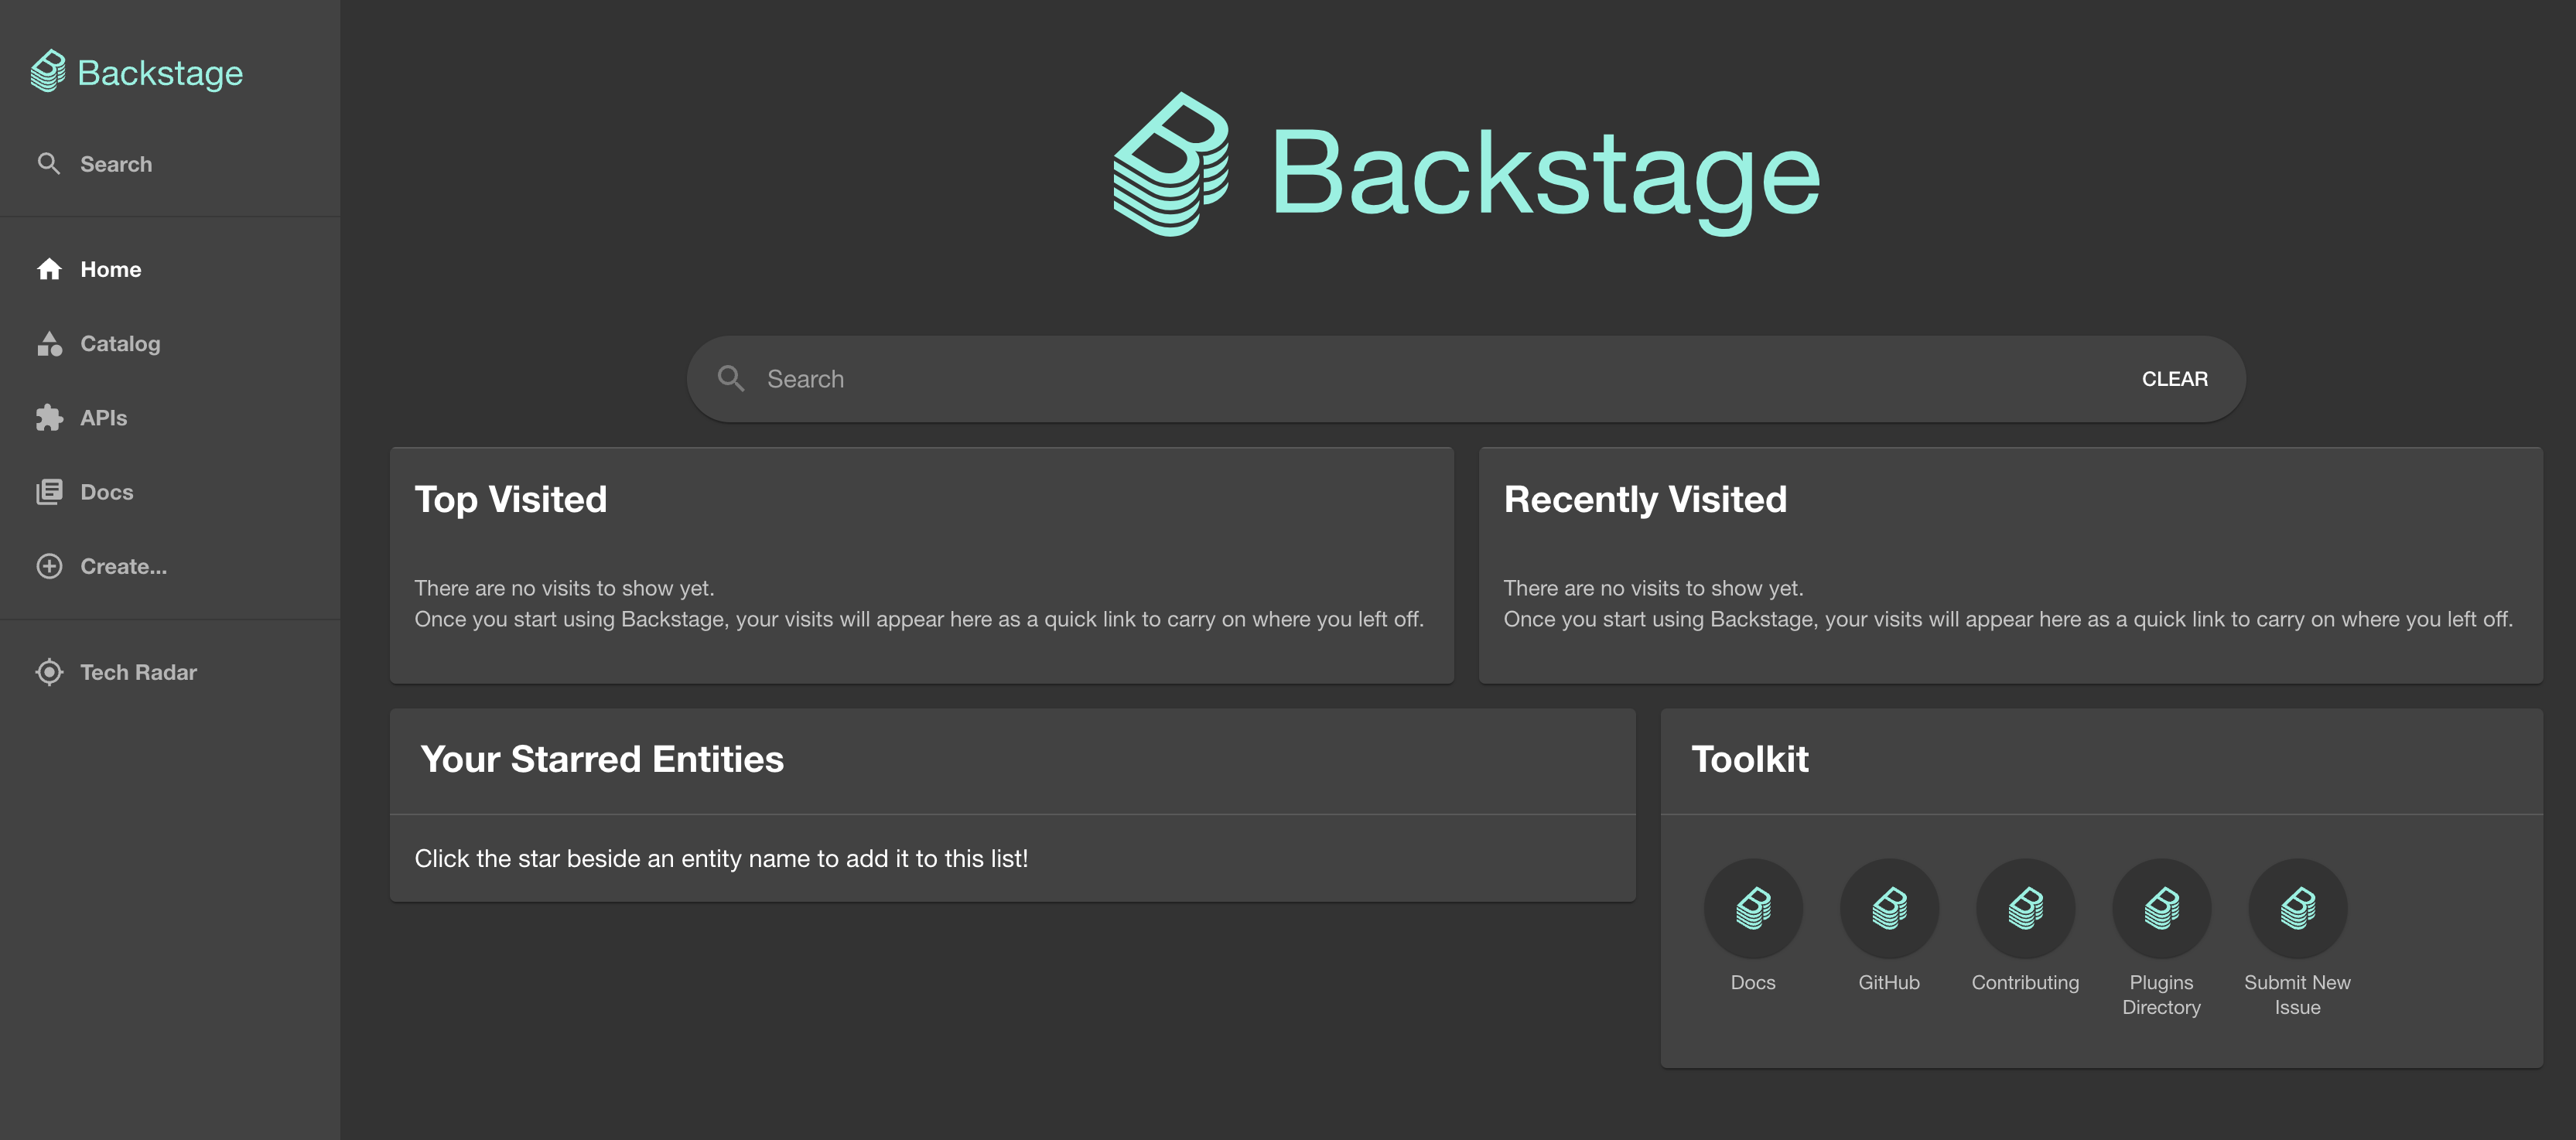 Backstage
Search
Home
Catalog
APIs
Docs
Create...
Tech Radar
Backstage
Search
CLEAR
Top Visited
There are no visits to show yet.
Once you start using Backstage, your visits will appear here as a quick link to carry on where you left off.
Recently Visited
There are no visits to show yet.
Once you start using Backstage, your visits will appear here as a quick link to carry on where you left off.
Your Starred Entities
Click the star beside an entity name to add it to this list!
Toolkit
Docs
GitHub
Contributing
Plugins
Directory
Submit New
Issue